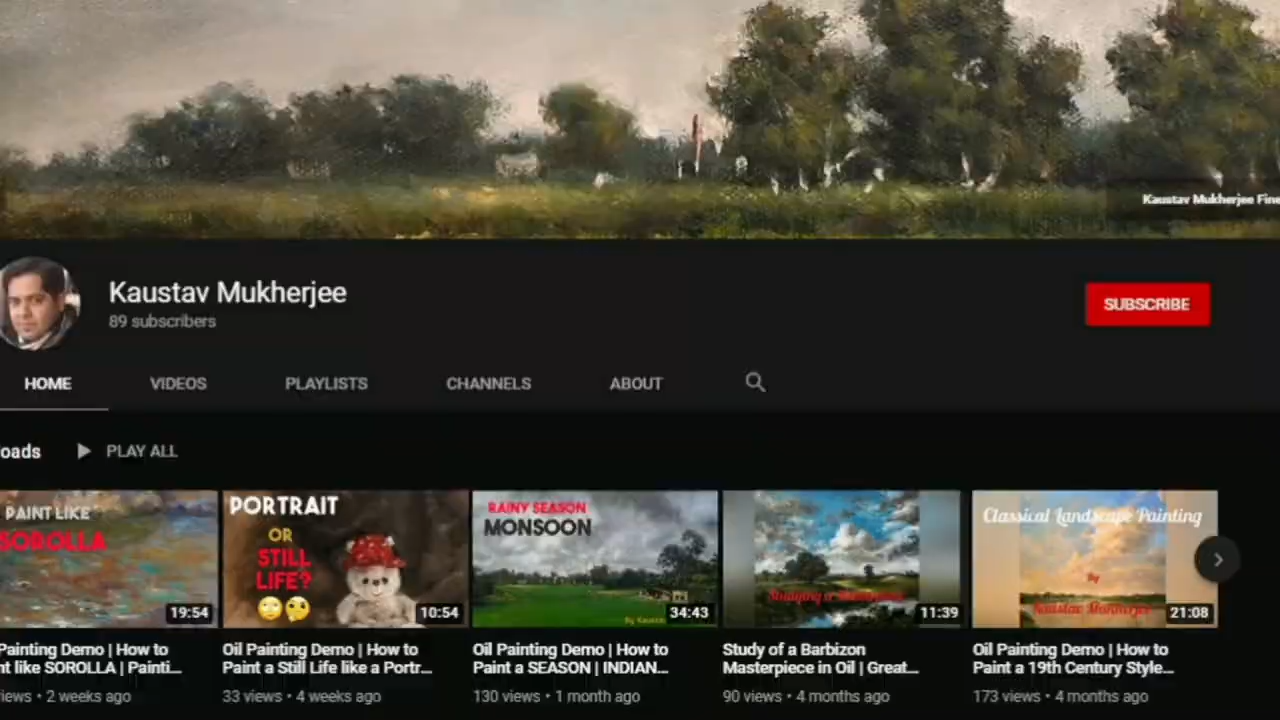 Kaustav Mukherjee Fine
Kaustav Mukherjee
89 subscribers
SUBSCRIBE
HOME VIDEOS PLAYLISTS CHANNELS ABOUT
oads PLAY ALL
PAINT LIKE
SOROLLA
19:54
PORTRAIT
OR
STILL
LIFE?
10:54
RAINY SEASON
MONSOON
By Kaustav
34:43
Studying a
11:39
Classical Landscape Painting
By
Kaustav Mukherjee
21:08
Painting Demo | How to
nt like SOROLLA | Painti...
iews • 2 weeks ago
Oil Painting Demo | How to
Paint a Still Life like a Portr...
33 views • 4 weeks ago
Oil Painting Demo | How to
Paint a SEASON | INDIAN...
130 views • 1 month ago
Study of a Barbizon
Masterpiece in Oil | Great...
90 views • 4 months ago
Oil Painting Demo | How to
Paint a 19th Century Style...
173 views • 4 months ago